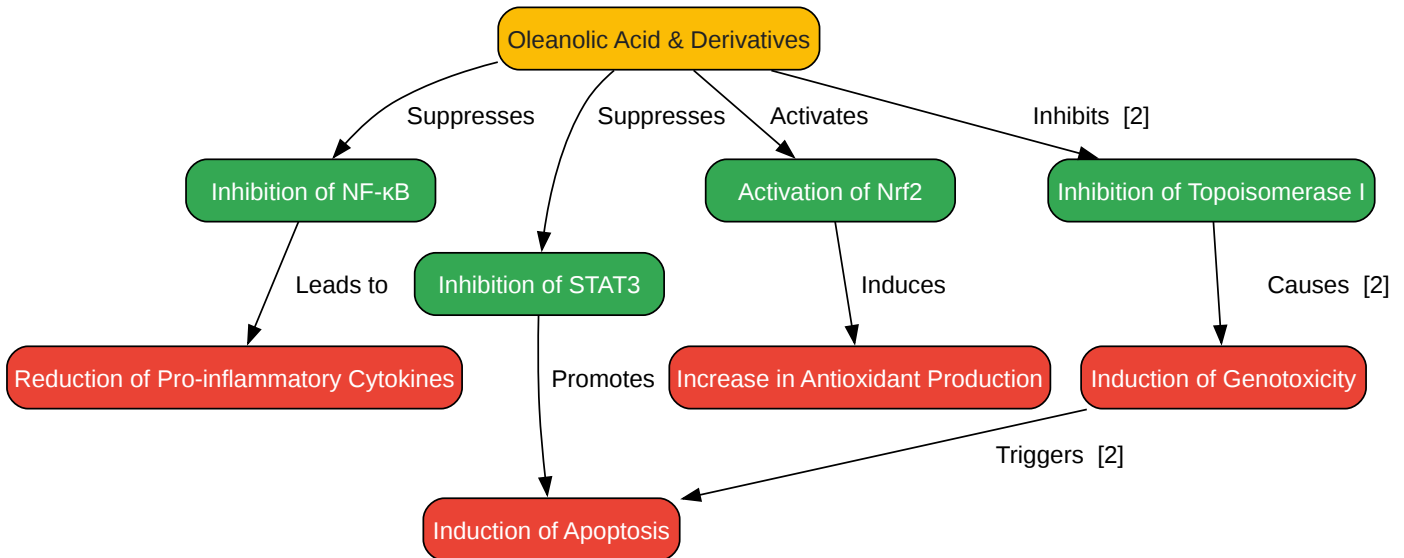 Oleanolic Acid & Derivatives
Suppresses
Suppresses
Activates
Inhibits [2]
Inhibition of NF-κB
Activation of Nrf2
Inhibition of Topoisomerase I
Inhibition of STAT3
Leads to
Induces
Causes [2]
Reduction of Pro-inflammatory Cytokines
Promotes
Increase in Antioxidant Production
Induction of Genotoxicity
Triggers [2]
Induction of Apoptosis